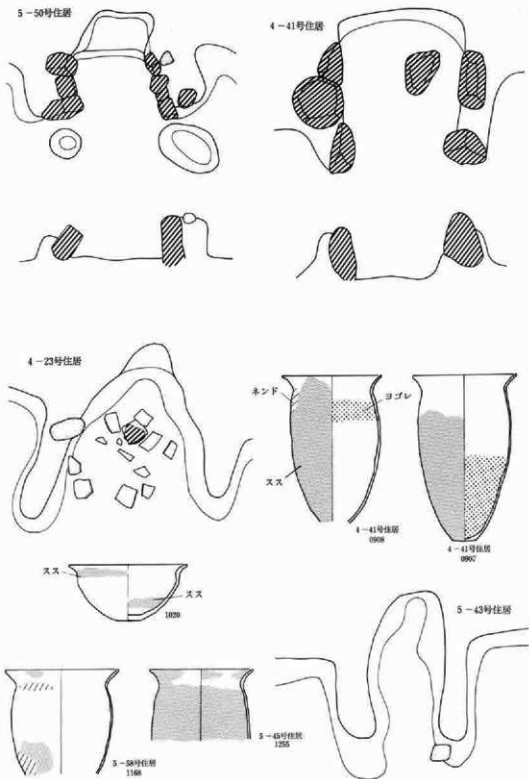 5-50号住居
4-41号住居
4-23号住居
ネンド
ヨゴレ
スス
4-41号住居
0908
4-41号住居
0907
スス
スス
1020
5-43号住居
5-58号住居
1168
5-45号住居
1255